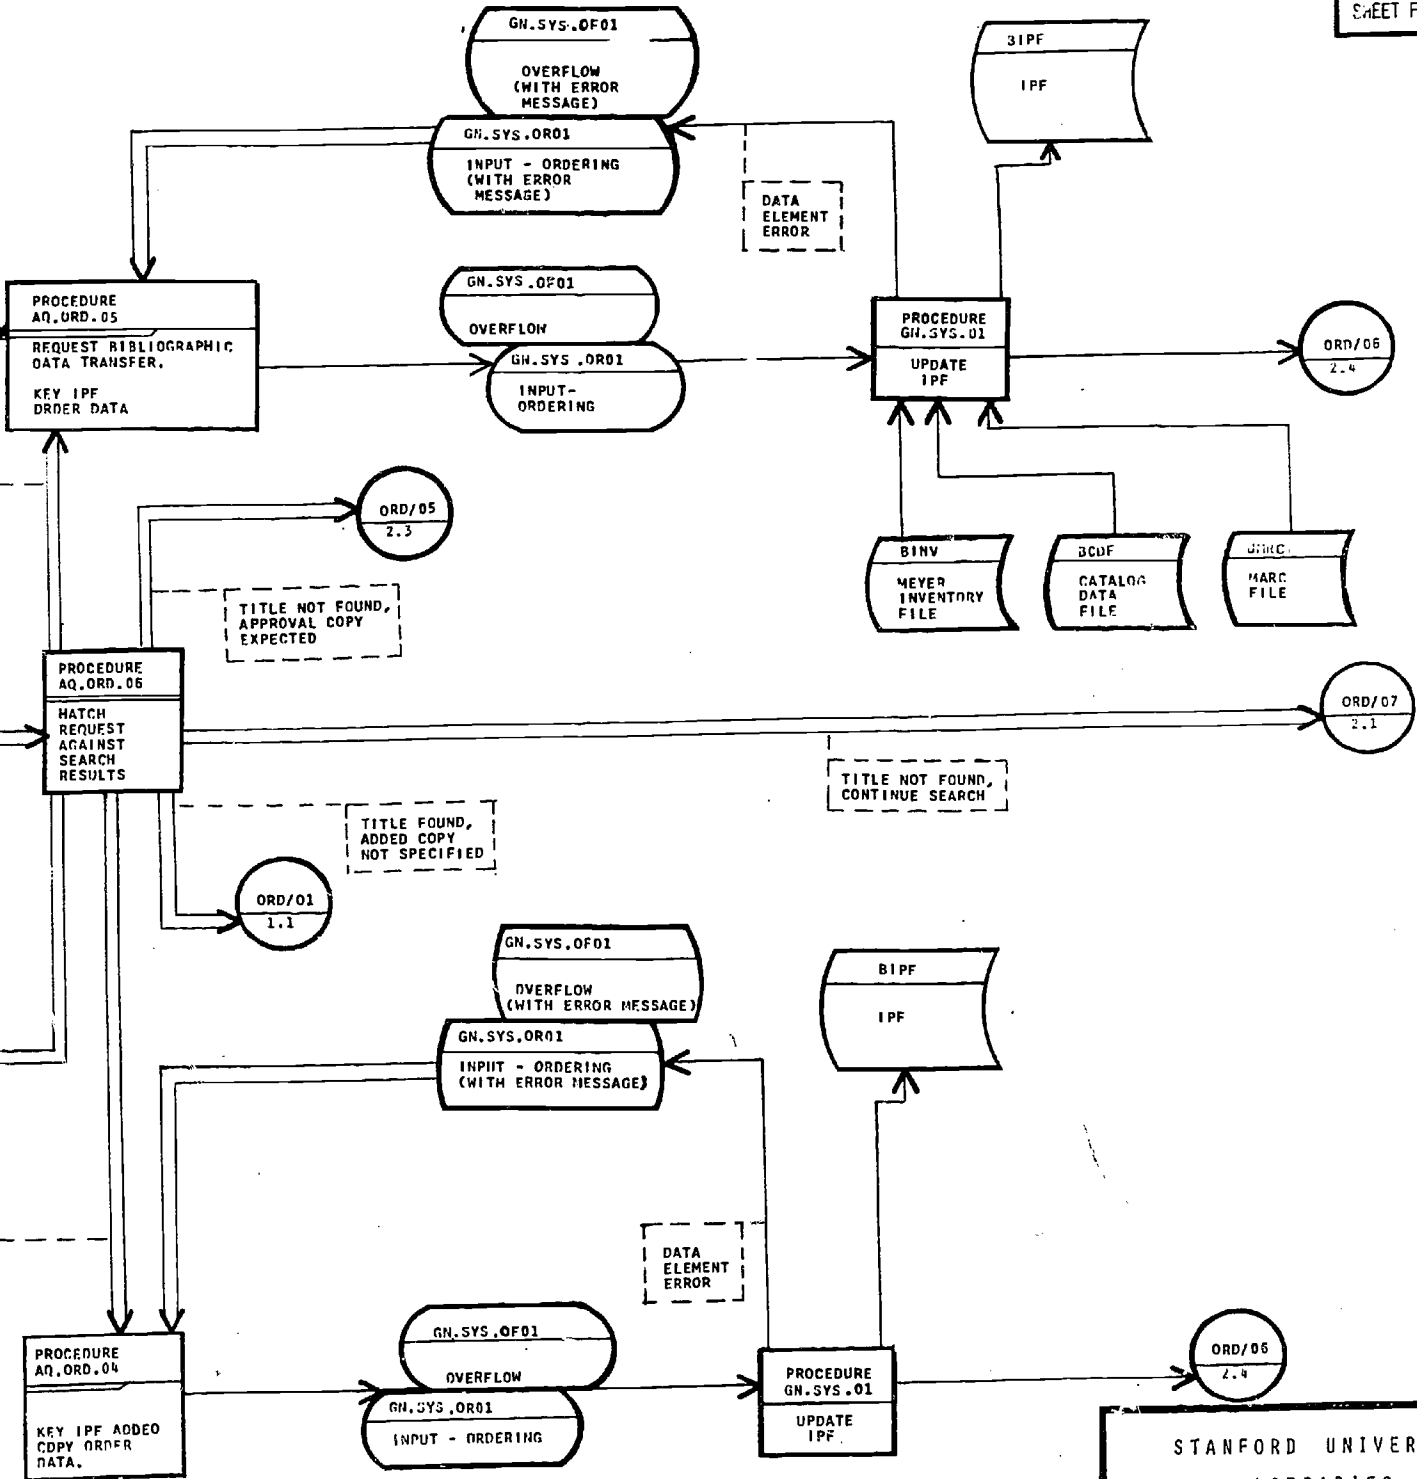 SHEET
GN.SYS.OF01
OVERFLOW
(WITH ERROR
MESSAGE)
GN.SYS.OR01
INPUT - ORDERING
(WITH ERROR
MESSAGE)
DATA
ELEMENT
ERROR
BIPF
IPF
PROCEDURE
AQ.ORD.05
REQUEST BIBLIOGRAPHIC
DATA TRANSFER.
KEY IPF
ORDER DATA
GN.SYS.OF01
OVERFLOW
GN.SYS.OR01
INPUT-
ORDERING
PROCEDURE
GN.SYS.01
UPDATE
IPF
ORD/06
2.4
ORD/05
2.3
TITLE NOT FOUND,
APPROVAL COPY
EXPECTED
BINV
MEYER
INVENTORY
FILE
BCDF
CATALOG
DATA
FILE
MARC
FILE
PROCEDURE
AQ.ORD.06
MATCH
REQUEST
AGAINST
SEARCH
RESULTS
ORD/07
2.1
TITLE NOT FOUND,
CONTINUE SEARCH
TITLE FOUND,
ADDED COPY
NOT SPECIFIED
ORD/01
1.1
GN.SYS.OF01
OVERFLOW
(WITH ERROR MESSAGE)
GN.SYS.OR01
INPUT - ORDERING
(WITH ERROR MESSAGE)
BIPF
IPF
DATA
ELEMENT
ERROR
PROCEDURE
AQ.ORD.04
KEY IPF ADDED
COPY ORDER
DATA.
GN.SYS.OF01
OVERFLOW
GN.SYS.OR01
INPUT - ORDERING
PROCEDURE
GN.SYS.01
UPDATE
IPF
ORD/06
2.4
STANFORD UNIVER